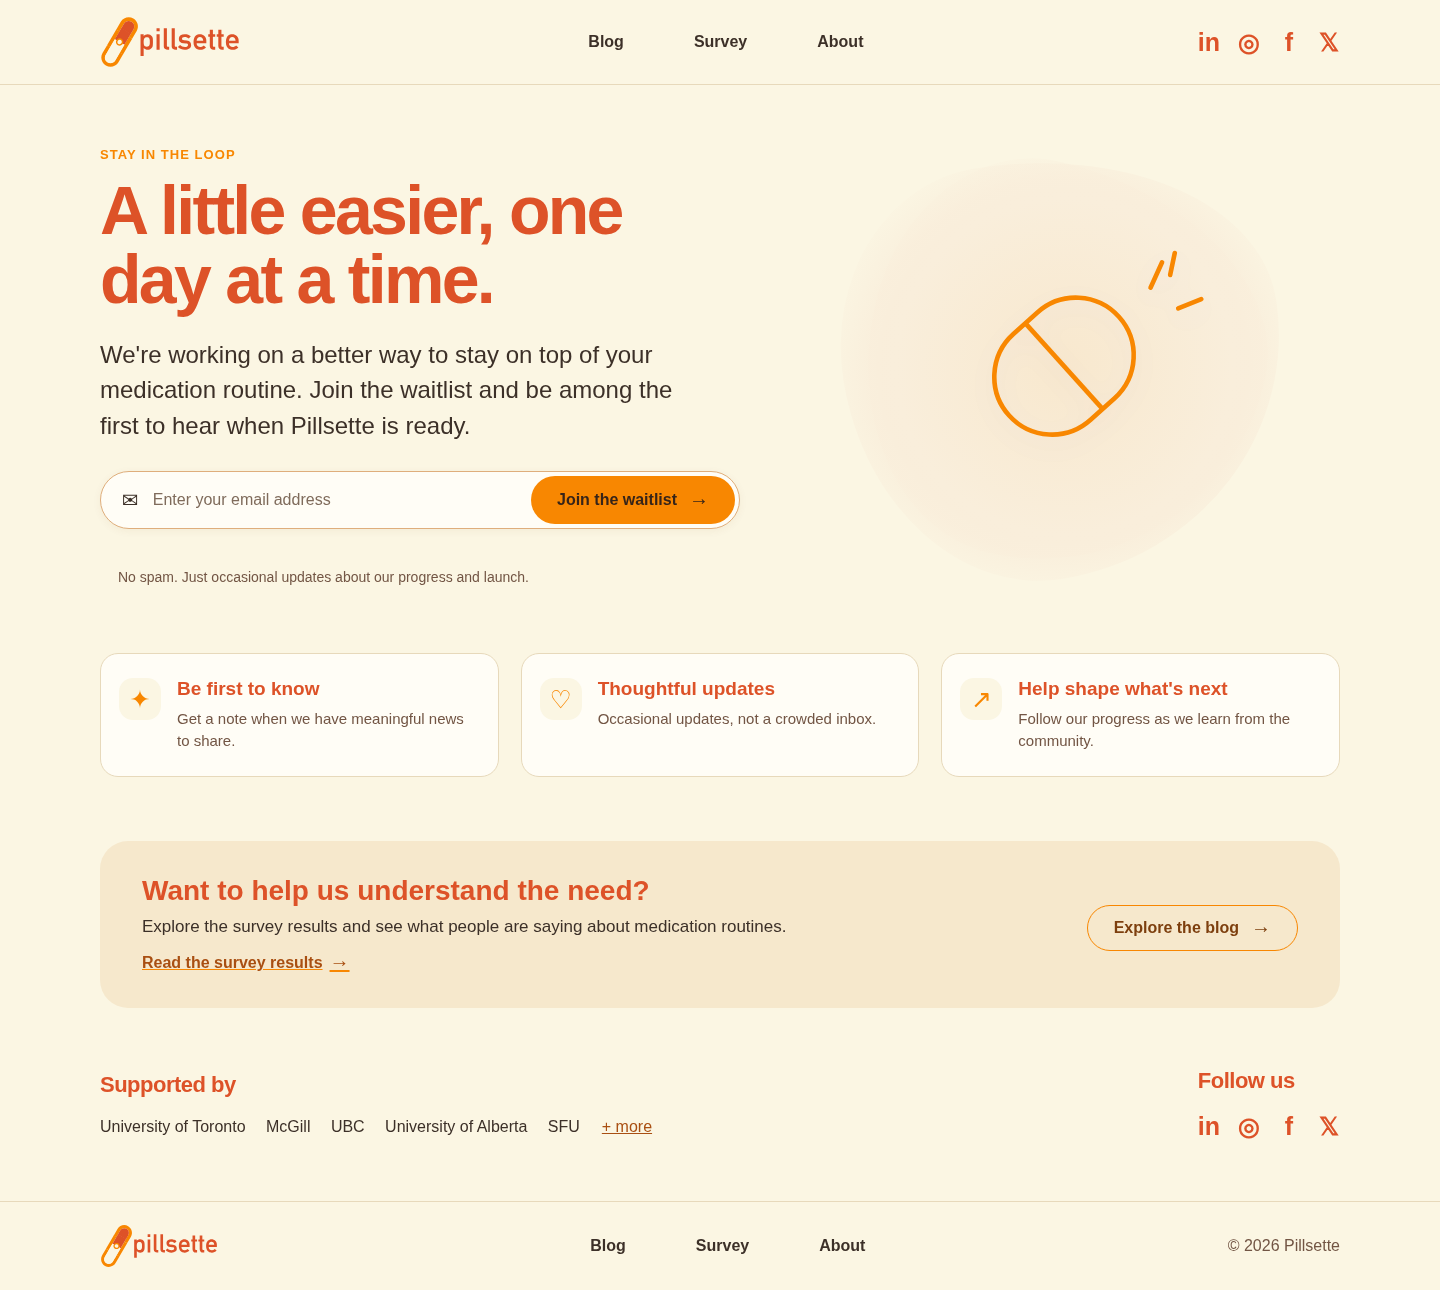 pillsette
Blog
Survey
About
in
f
𝕏
STAY IN THE LOOP
A little easier, one
day at a time.
We're working on a better way to stay on top of your
medication routine. Join the waitlist and be among the
first to hear when Pillsette is ready.
Enter your email address
Join the waitlist →
No spam. Just occasional updates about our progress and launch.
Be first to know
Get a note when we have meaningful news
to share.
Thoughtful updates
Occasional updates, not a crowded inbox.
Help shape what's next
Follow our progress as we learn from the
community.
Want to help us understand the need?
Explore the survey results and see what people are saying about medication routines.
Read the survey results →
Explore the blog →
Supported by
University of Toronto McGill UBC University of Alberta SFU + more
Follow us
in
f
𝕏
pillsette
Blog
Survey
About
© 2026 Pillsette